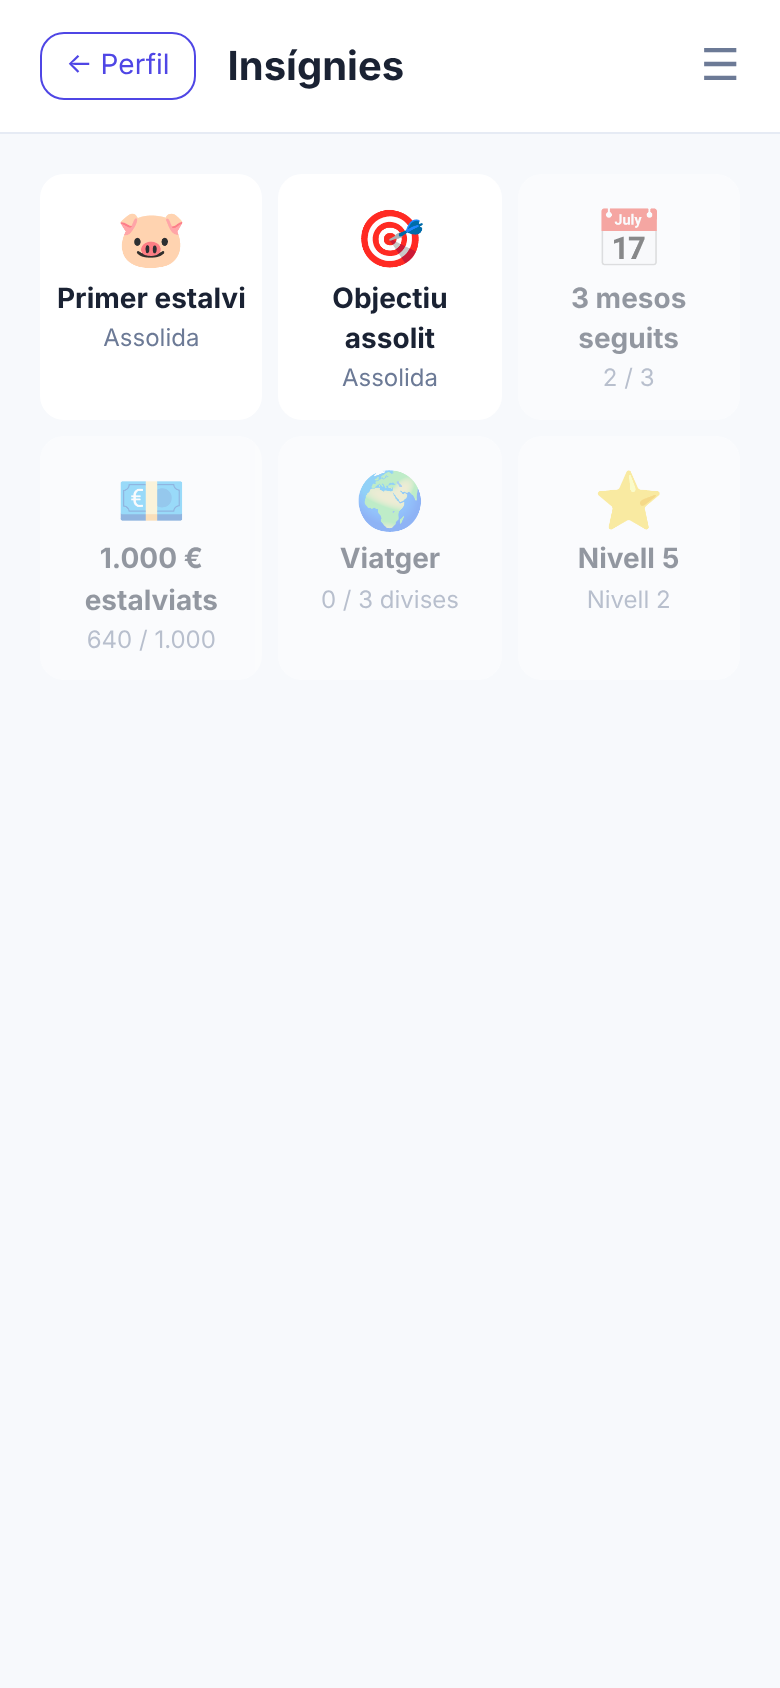 ← Perfil
Insígnies
☰
Primer estalvi
Assolida
Objectiu
assolit
Assolida
July
17
3 mesos
seguits
2 / 3
€
1.000 €
estalviats
640 / 1.000
Viatger
0 / 3 divises
Nivell 5
Nivell 2